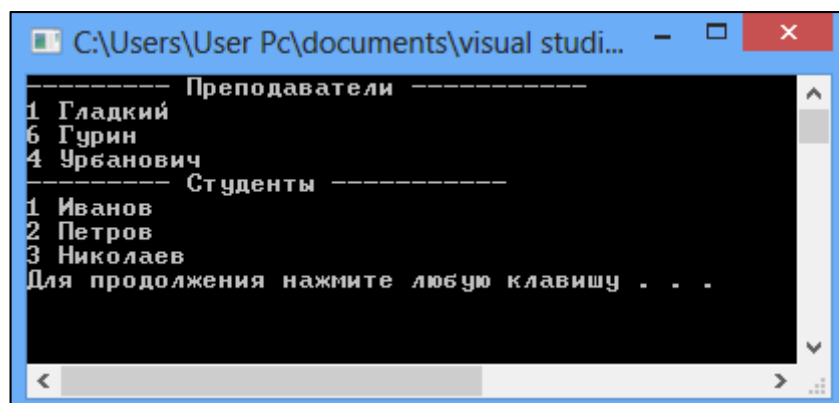 C:\Users\User Pc\documents\visual studi...
--------- Преподаватели -----------
1 Гладкий
6 Гурин
4 Урбанович
--------- Студенты -----------
1 Иванов
2 Петров
3 Николаев
Для продолжения нажмите любую клавишу . . .